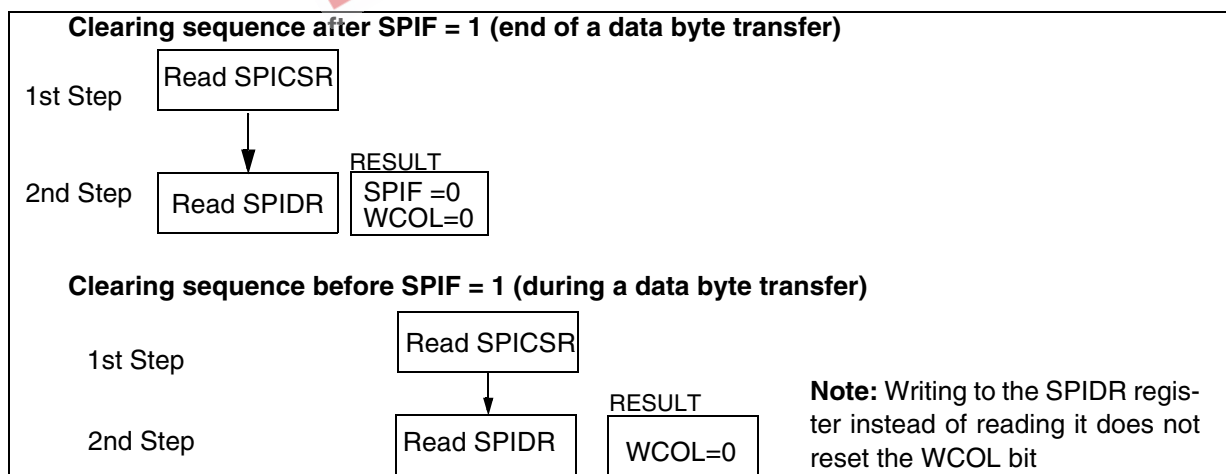 Clearing sequence after SPIF = 1 (end of a data byte transfer)
1st Step
Read SPICSR
2nd Step
Read SPIDR
RESULT
SPIF =0
WCOL=0
Clearing sequence before SPIF = 1 (during a data byte transfer)
1st Step
Read SPICSR
2nd Step
Read SPIDR
RESULT
WCOL=0
Note: Writing to the SPIDR regis-
ter instead of reading it does not
reset the WCOL bit